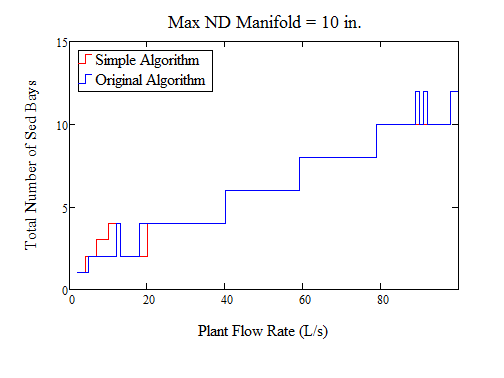 Max ND Manifold = 10 in.
15
Simple Algorithm
Original Algorithm
10
5
0
Total Number of Sed Bays
0 20 40 60 80
Plant Flow Rate (L/s)